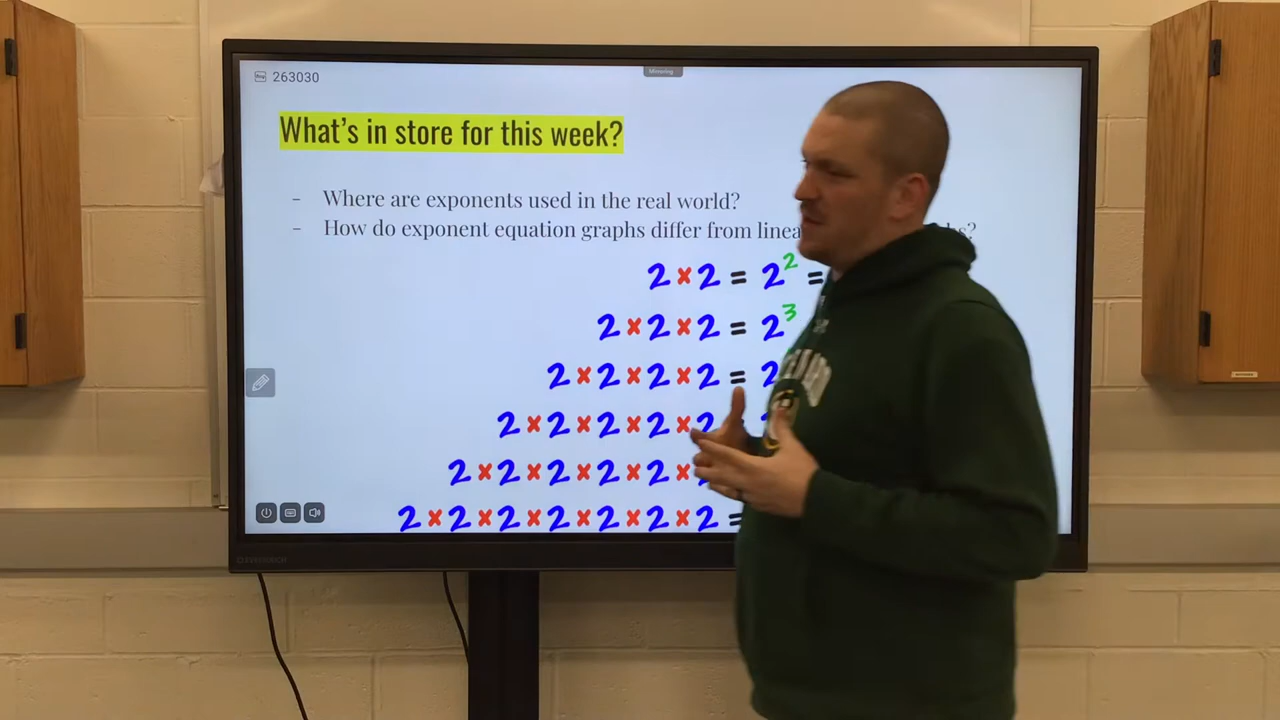 263030
Mirroring
What's in store for this week?
- Where are exponents used in the real world?
- How do exponent equation graphs differ from
2 × 2 = 2² =
2 × 2 × 2 = 2³
2 × 2 × 2 × 2 = 2
2 × 2 × 2 × 2 × 2
2 × 2 × 2 × 2 × 2 ×
2 × 2 × 2 × 2 × 2 × 2 × 2 =